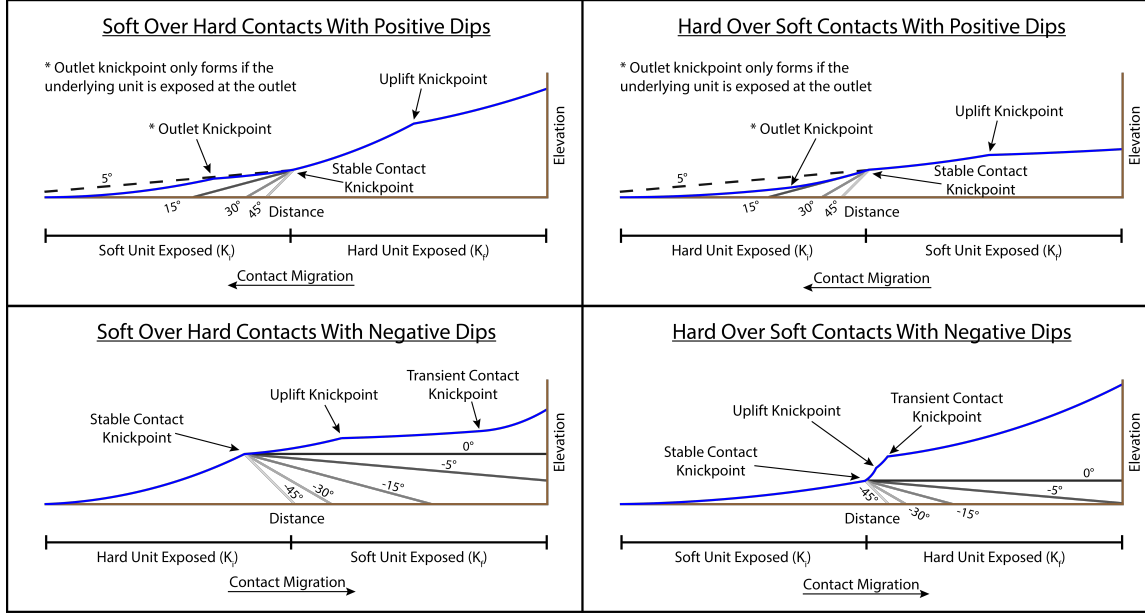 Soft Over Hard Contacts With Positive Dips
* Outlet knickpoint only forms if the
underlying unit is exposed at the outlet
Uplift Knickpoint
* Outlet Knickpoint
Elevation
5°
Stable Contact
Knickpoint
15°
30°
45°
Distance
Soft Unit Exposed (Ki)
Hard Unit Exposed (Kf)
Contact Migration
Hard Over Soft Contacts With Positive Dips
* Outlet knickpoint only forms if the
underlying unit is exposed at the outlet
Uplift Knickpoint
* Outlet Knickpoint
Elevation
5°
Stable Contact
Knickpoint
15°
30°
45°
Distance
Hard Unit Exposed (Ki)
Soft Unit Exposed (Kf)
Contact Migration
Soft Over Hard Contacts With Negative Dips
Transient Contact
Knickpoint
Uplift Knickpoint
Stable Contact
Knickpoint
Elevation
0°
-5°
-15°
-30°
-45°
Distance
Hard Unit Exposed (Ki)
Soft Unit Exposed (Kf)
Contact Migration
Hard Over Soft Contacts With Negative Dips
Transient Contact
Knickpoint
Uplift Knickpoint
Stable Contact
Knickpoint
Elevation
0°
-5°
-45°
-30°
-15°
Distance
Soft Unit Exposed (Ki)
Hard Unit Exposed (Kf)
Contact Migration